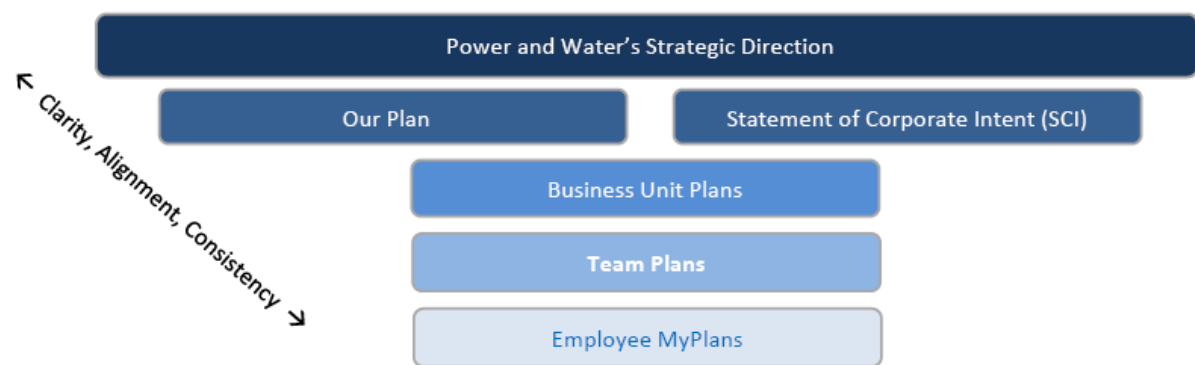 Power and Water's Strategic Direction
← Clarity, Alignment, Consistency →
Our Plan
Statement of Corporate Intent (SCI)
Business Unit Plans
Team Plans
Employee MyPlans